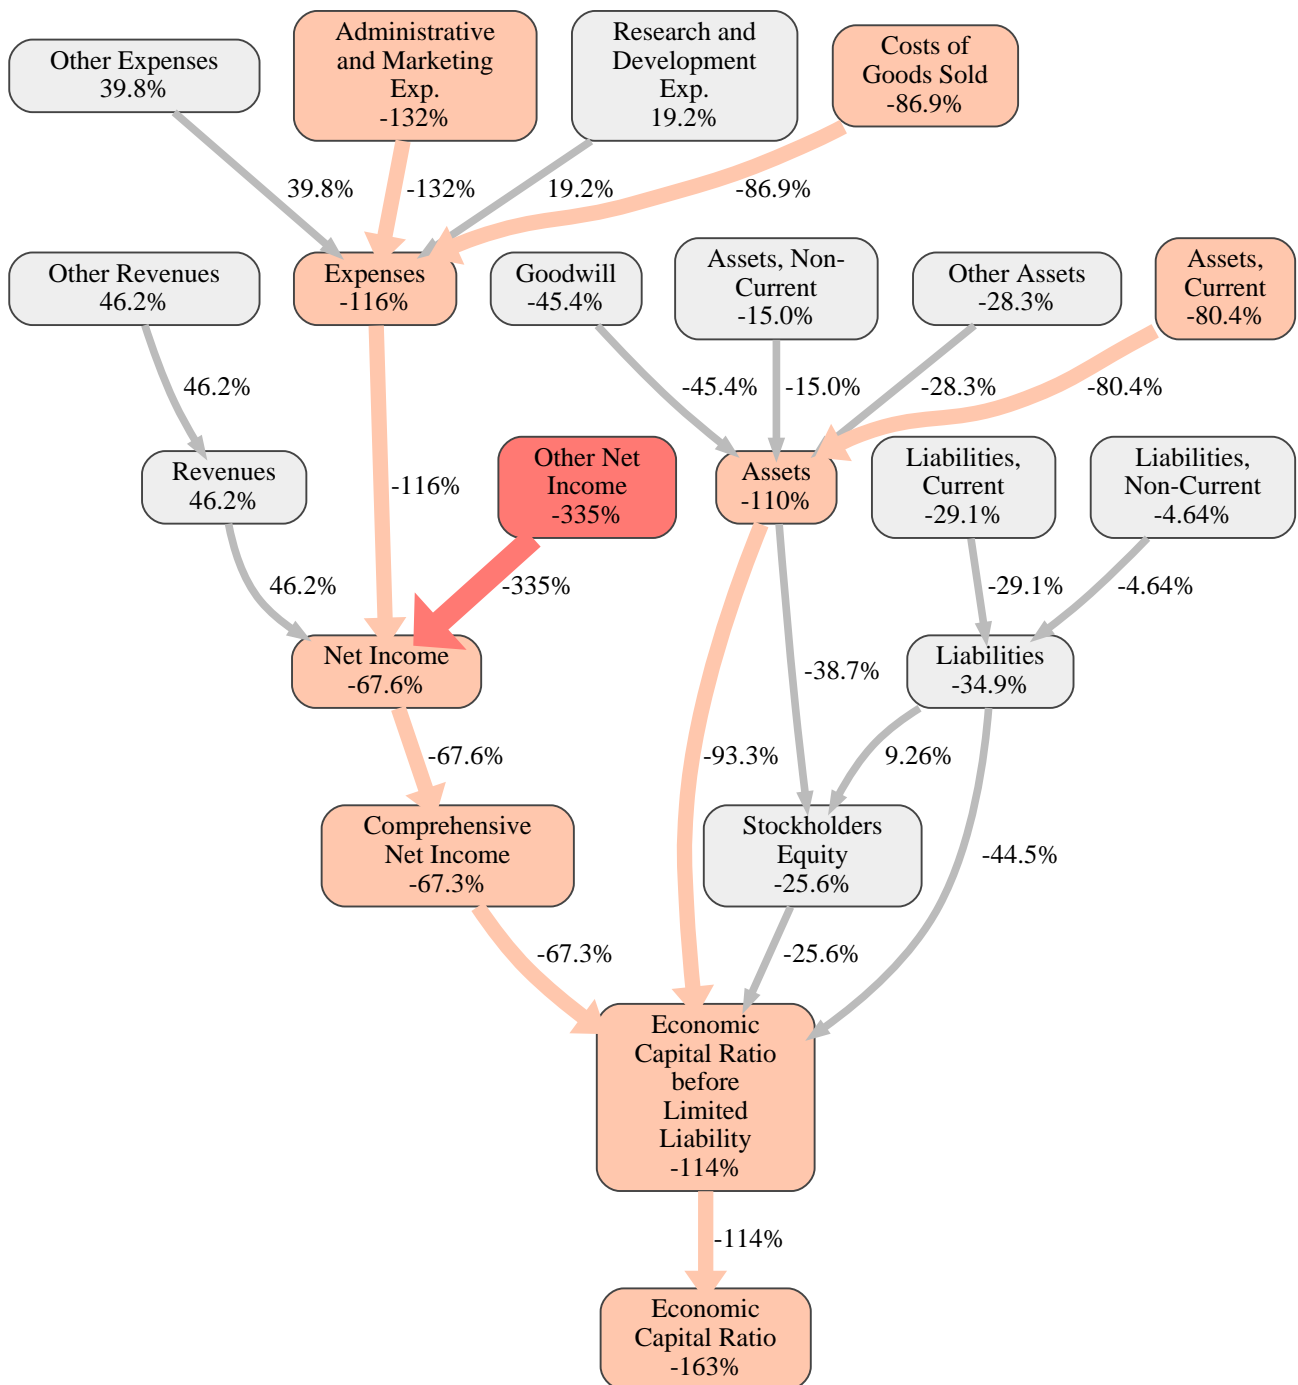 Other Expenses
39.8%
Administrative
and Marketing
Exp.
-132%
Research and
Development
Exp.
19.2%
Costs of
Goods Sold
-86.9%
39.8%
-132%
19.2%
-86.9%
Other Revenues
46.2%
Expenses
-116%
Goodwill
-45.4%
Assets, Non-
Current
-15.0%
Other Assets
-28.3%
Assets,
Current
-80.4%
46.2%
-45.4%
-15.0%
-28.3%
-80.4%
Revenues
46.2%
-116%
Other Net
Income
-335%
Assets
-110%
Liabilities,
Current
-29.1%
Liabilities,
Non-Current
-4.64%
46.2%
-335%
-29.1%
-4.64%
Net Income
-67.6%
-38.7%
Liabilities
-34.9%
-67.6%
-93.3%
9.26%
Comprehensive
Net Income
-67.3%
Stockholders
Equity
-25.6%
-44.5%
-67.3%
-25.6%
Economic
Capital Ratio
before
Limited
Liability
-114%
-114%
Economic
Capital Ratio
-163%